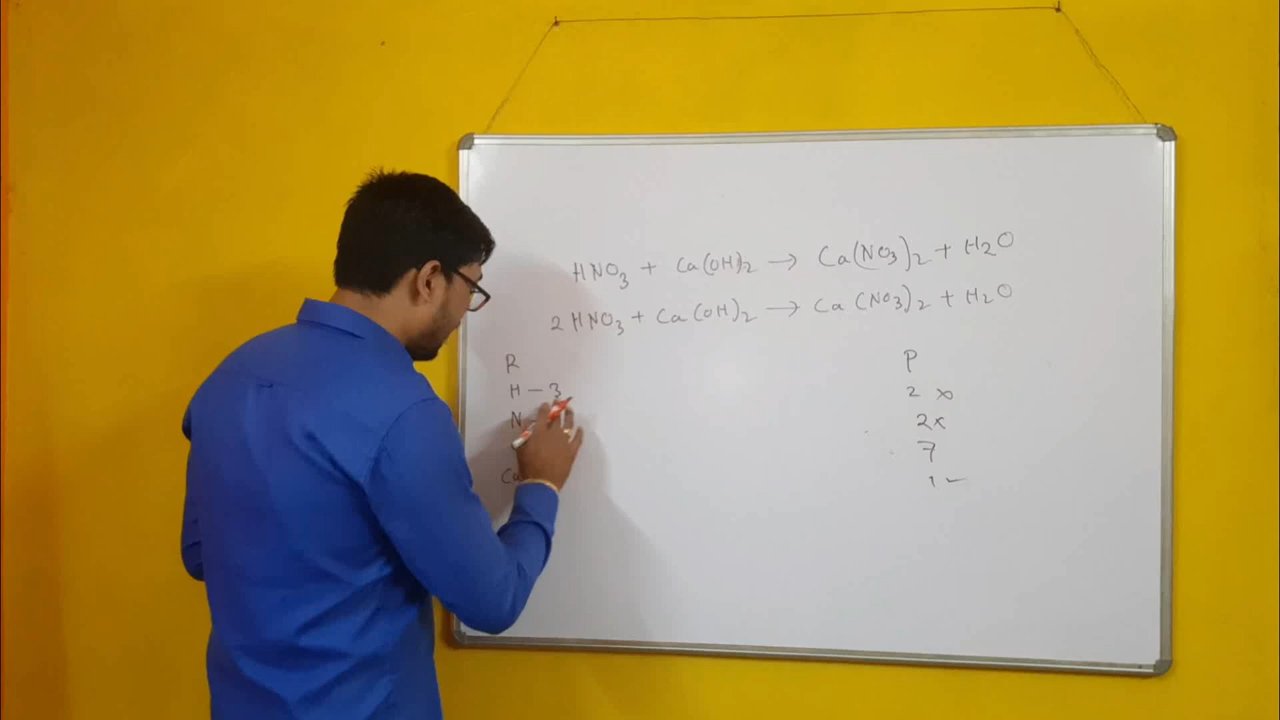 HNO3 + Ca(OH)2 → Ca(NO3)2 + H2O
2 HNO3 + Ca(OH)2 → Ca(NO3)2 + H2O
R P
H – 3 2 x
N – 2x
7
Ca 1 ✓